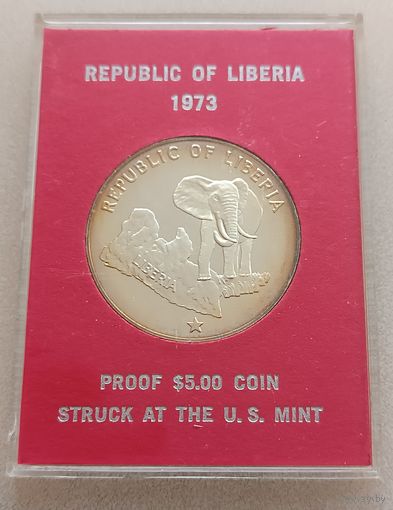 REPUBLIC OF LIBERIA
1973
REPUBLIC OF LIBERIA
LIBERIA
PROOF $5.00 COIN
STRUCK AT THE U.S. MINT